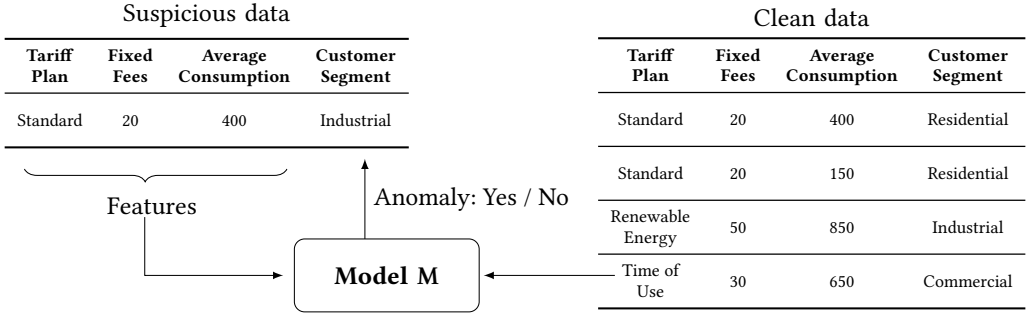 Suspicious data
Tariff Plan Fixed Fees Average Consumption Customer Segment
Standard 20 400 Industrial
Features
Anomaly: Yes / No
Model M
Clean data
Tariff Plan Fixed Fees Average Consumption Customer Segment
Standard 20 400 Residential
Standard 20 150 Residential
Renewable Energy 50 850 Industrial
Time of Use 30 650 Commercial